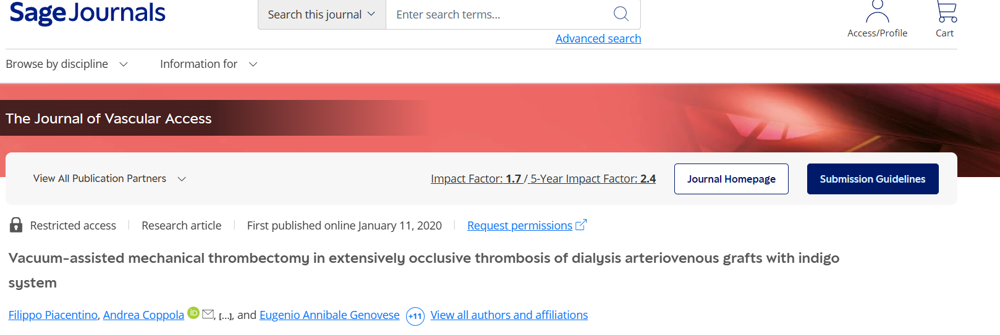 Sage Journals
Search this journal
Enter search terms...
Advanced search
Access/Profile
Cart
Browse by discipline
Information for
The Journal of Vascular Access
View All Publication Partners
Impact Factor: 1.7 / 5-Year Impact Factor: 2.4
Journal Homepage
Submission Guidelines
Restricted access
Research article
First published online January 11, 2020
Request permissions
Vacuum-assisted mechanical thrombectomy in extensively occlusive thrombosis of dialysis arteriovenous grafts with indigo
system
Filippo Piacentino, Andrea Coppola iD, [...], and Eugenio Annibale Genovese +11 View all authors and affiliations